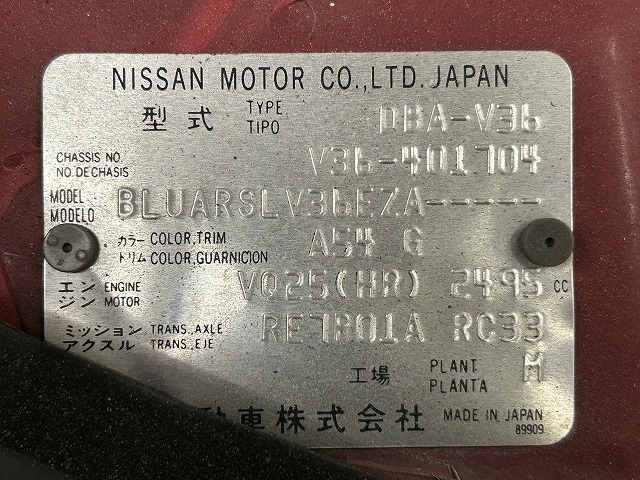 NISSAN MOTOR CO.,LTD. JAPAN
型式 TYPE TIPO DBA-V36
CHASSIS NO. NO. DE CHASIS V36-401704
MODEL MODELO BLUARSLV36EZA-----
カラー COLOR, TRIM A54 G
トリム COLOR, GUARNICION
エンジン ENGINE MOTOR VQ25(HR) 2495 CC
ミッション TRANS., AXLE RE7R01A RC33
アクスル TRANS., EJE
工場 PLANT PLANTA M
動車株式会社 MADE IN JAPAN
89909